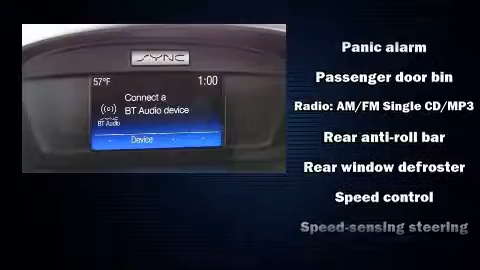 SYNC
57°F
1:00
Connect a
BT Audio device
BT Audio
Device
Panic alarm
Passenger door bin
Radio: AM/FM Single CD/MP3
Rear anti-roll bar
Rear window defroster
Speed control
Speed-sensing steering